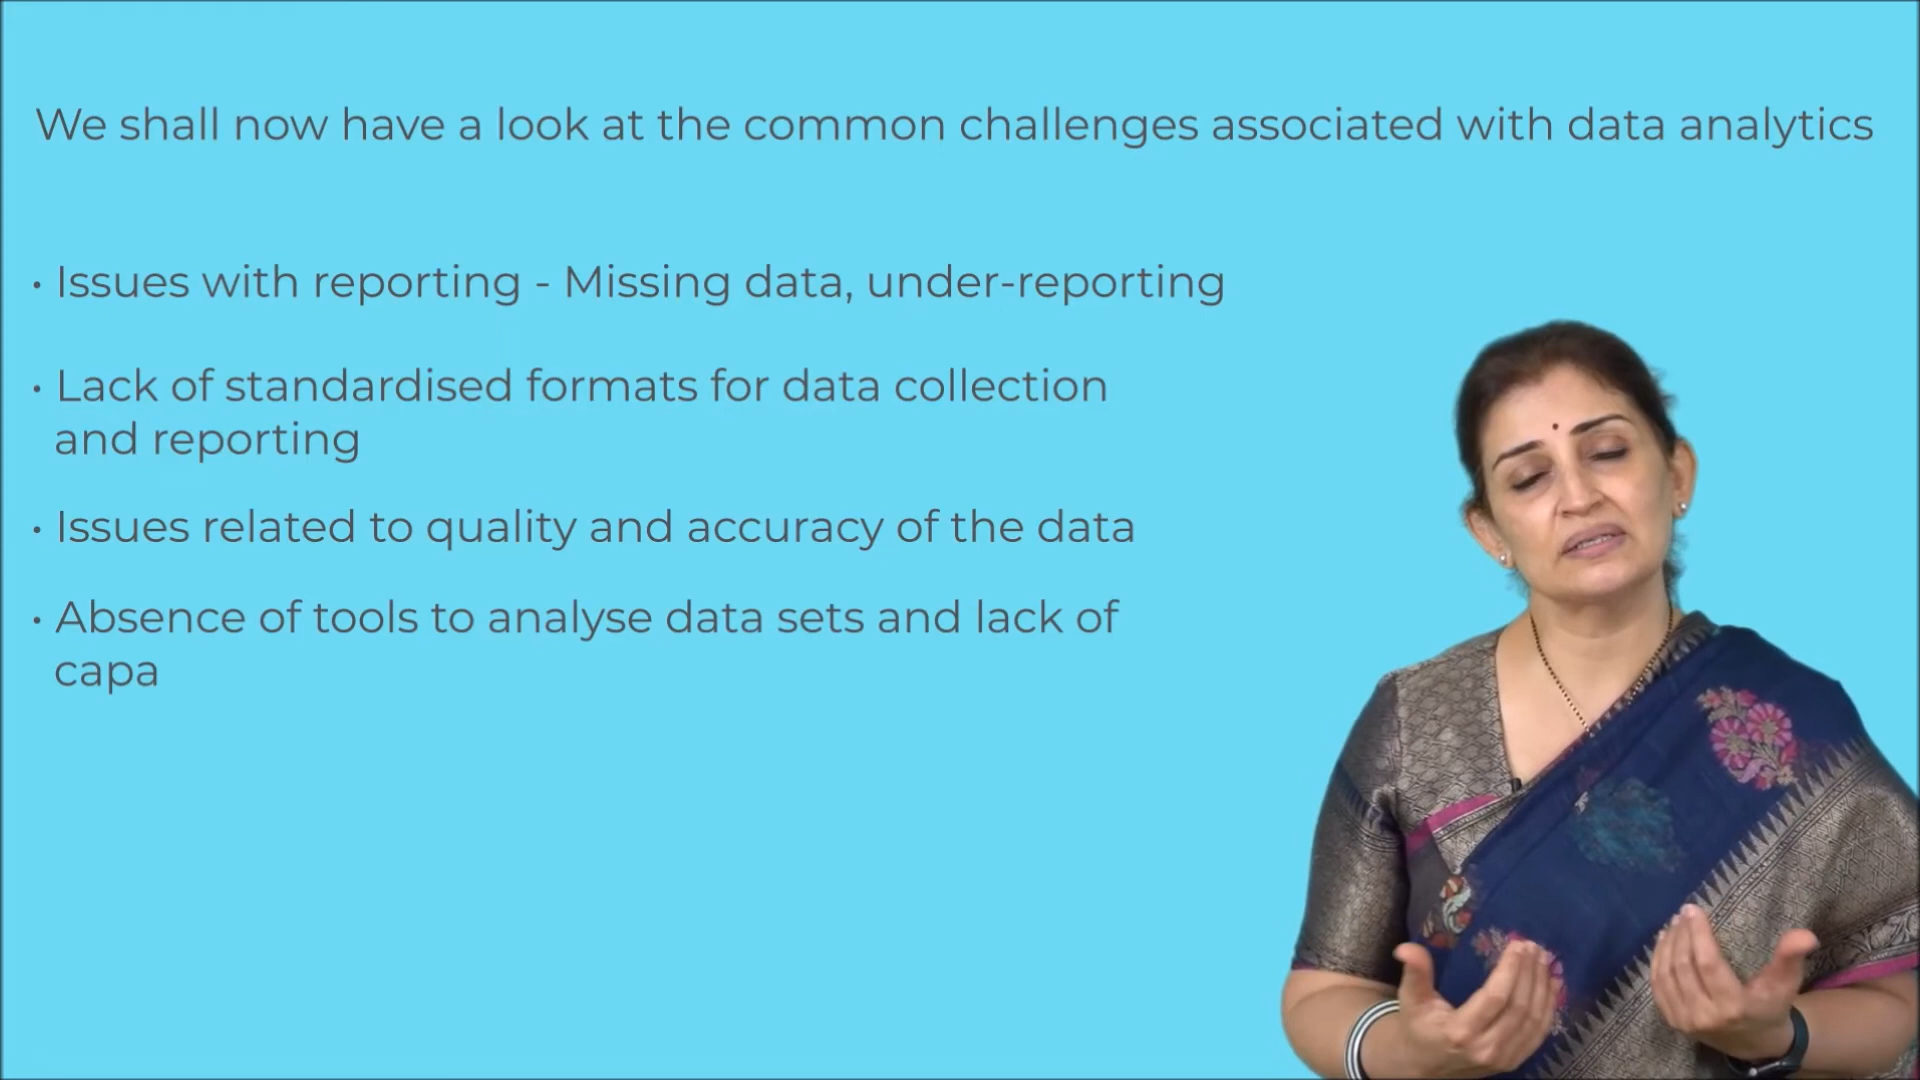 We shall now have a look at the common challenges associated with data analytics
• Issues with reporting - Missing data, under-reporting
• Lack of standardised formats for data collection
and reporting
• Issues related to quality and accuracy of the data
• Absence of tools to analyse data sets and lack of
capa